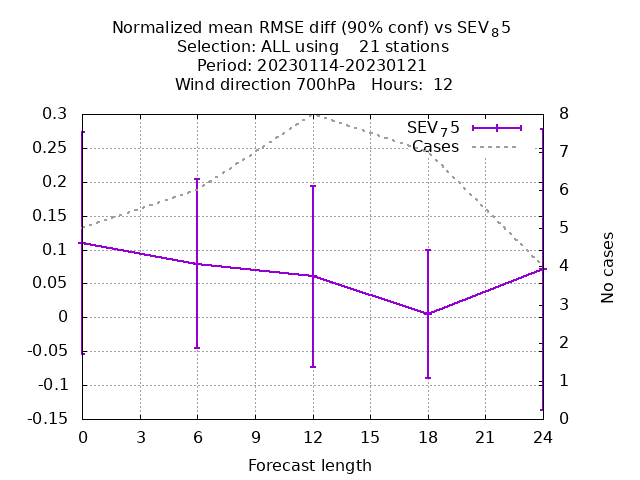 Normalized mean RMSE diff (90% conf) vs SEV₈5
Selection: ALL using    21 stations
Period: 20230114-20230121
Wind direction 700hPa   Hours:  12
SEV₇5
Cases
0.3
0.25
0.2
0.15
0.1
0.05
0
-0.05
-0.1
-0.15
8
7
6
5
4
3
2
1
0
No cases
0 3 6 9 12 15 18 21 24
Forecast length